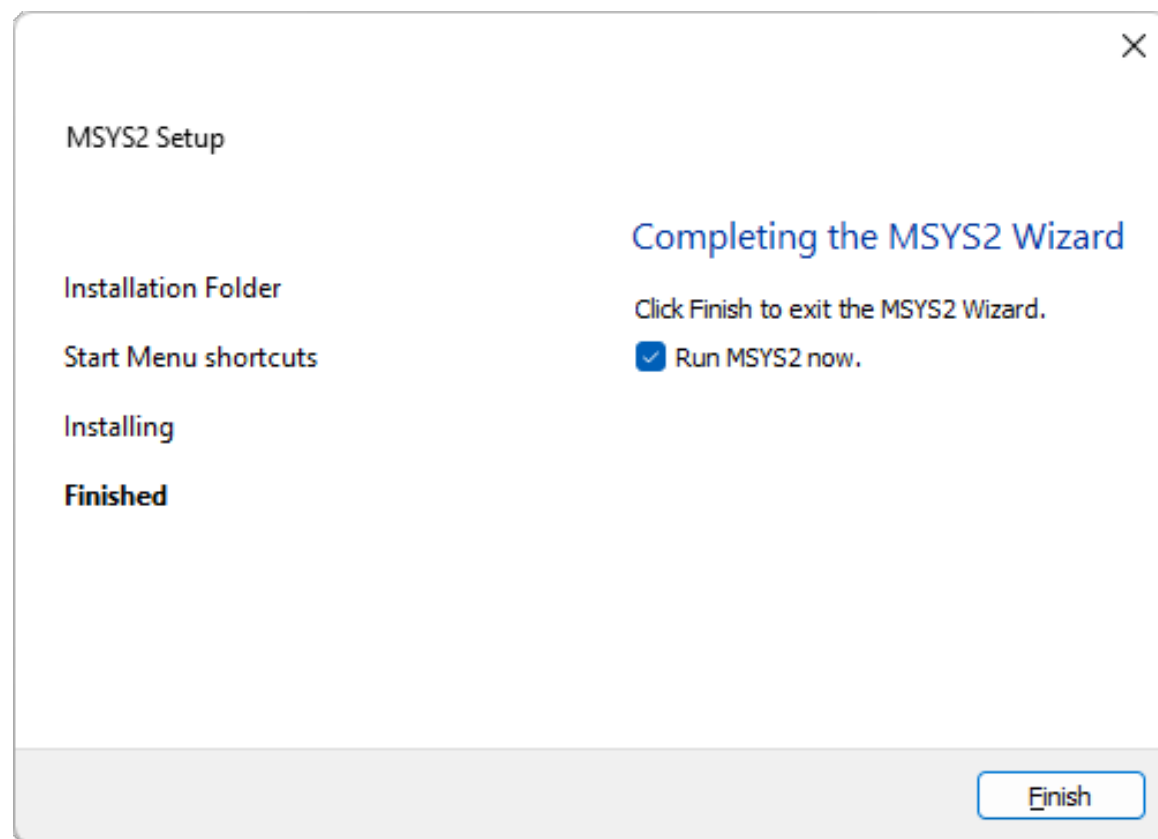 MSYS2 Setup
Installation Folder
Start Menu shortcuts
Installing
Finished
Completing the MSYS2 Wizard
Click Finish to exit the MSYS2 Wizard.
Run MSYS2 now.
Finish